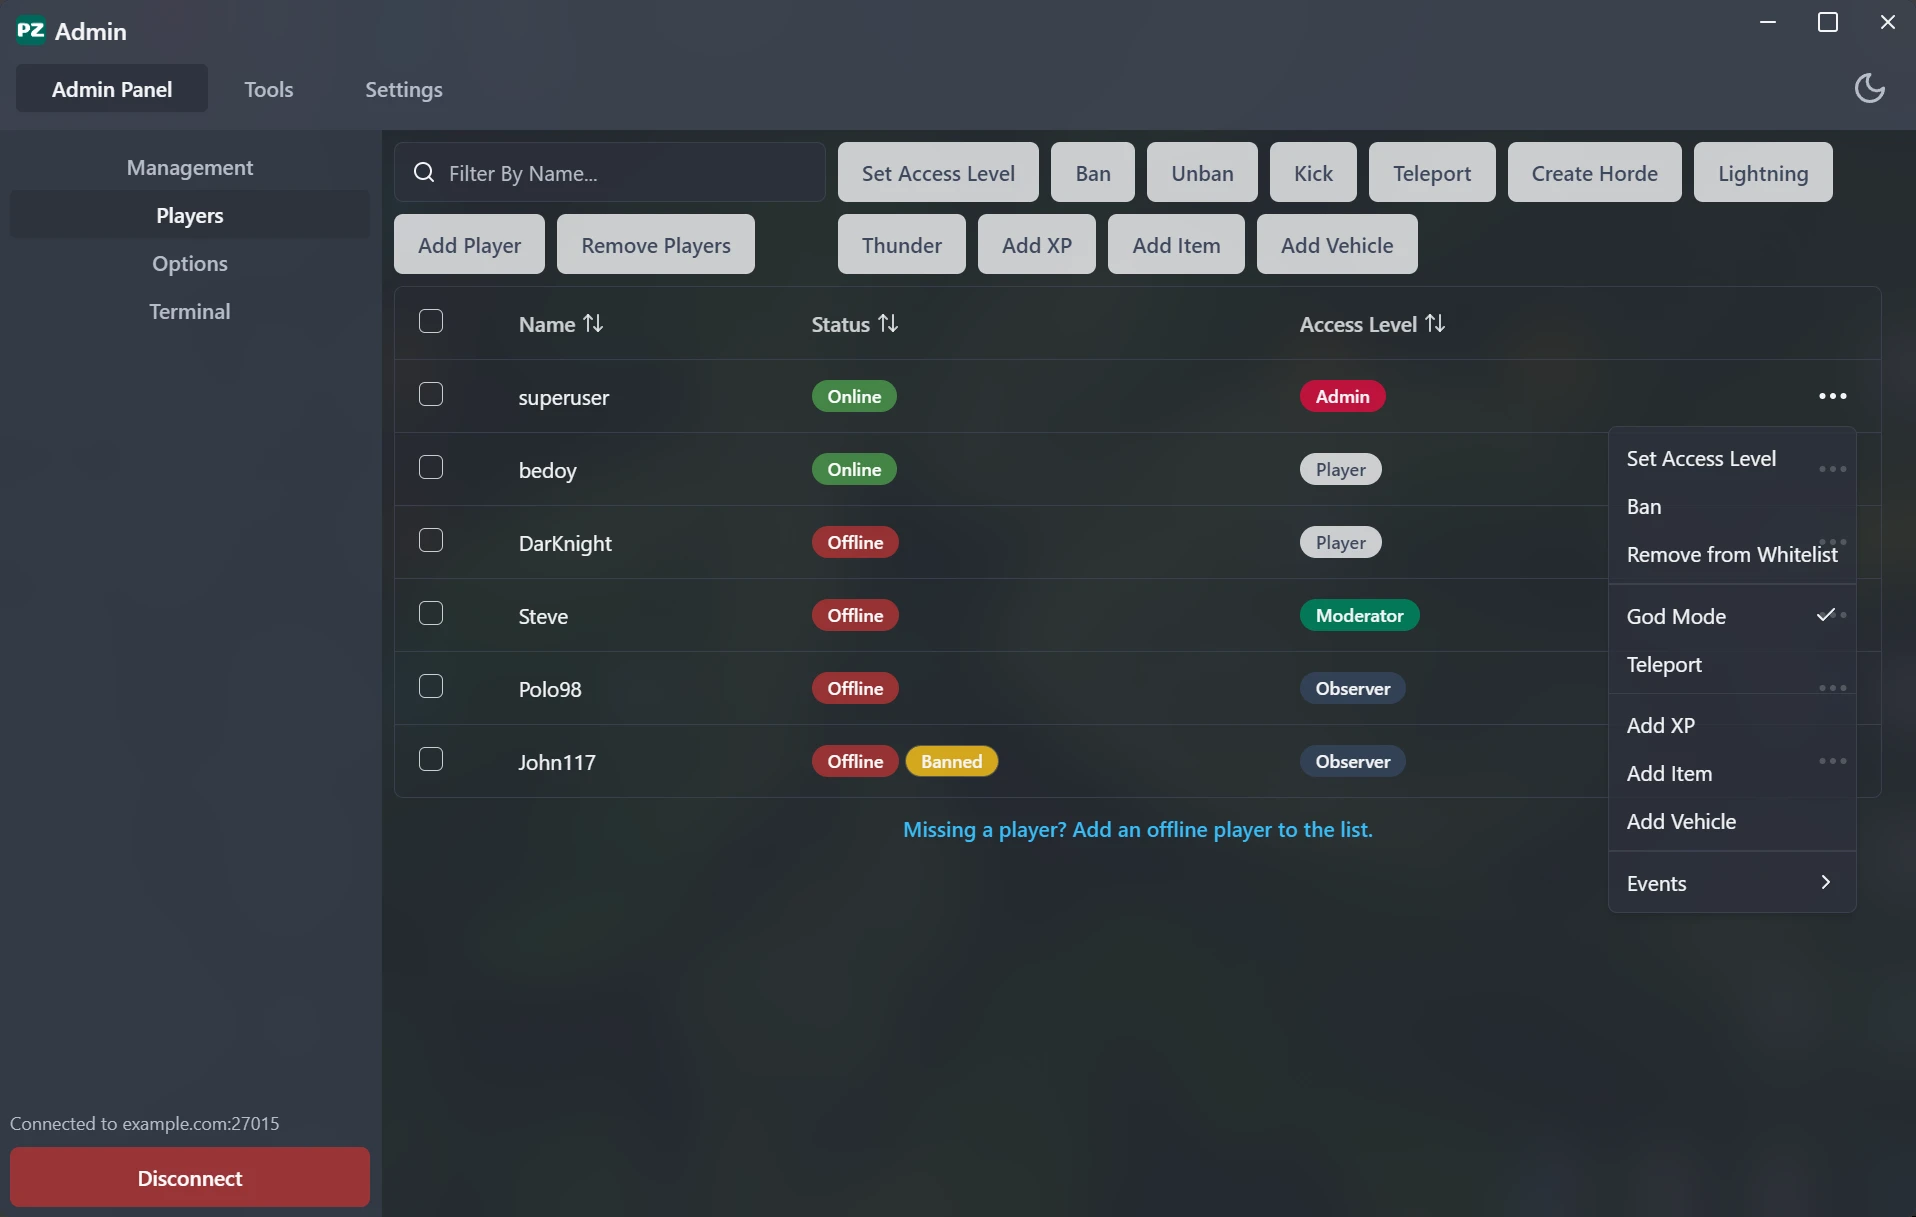 PZ Admin
Admin Panel
Tools
Settings
Management
Players
Options
Terminal
Connected to example.com:27015
Disconnect
Filter By Name...
Set Access Level
Ban
Unban
Kick
Teleport
Create Horde
Lightning
Add Player
Remove Players
Thunder
Add XP
Add Item
Add Vehicle
Name
Status
Access Level
superuser
Online
Admin
bedoy
Online
Player
DarKnight
Offline
Player
Steve
Offline
Moderator
Polo98
Offline
Observer
John117
Offline
Banned
Observer
Missing a player? Add an offline player to the list.
Set Access Level
Ban
Remove from Whitelist
God Mode
Teleport
Add XP
Add Item
Add Vehicle
Events